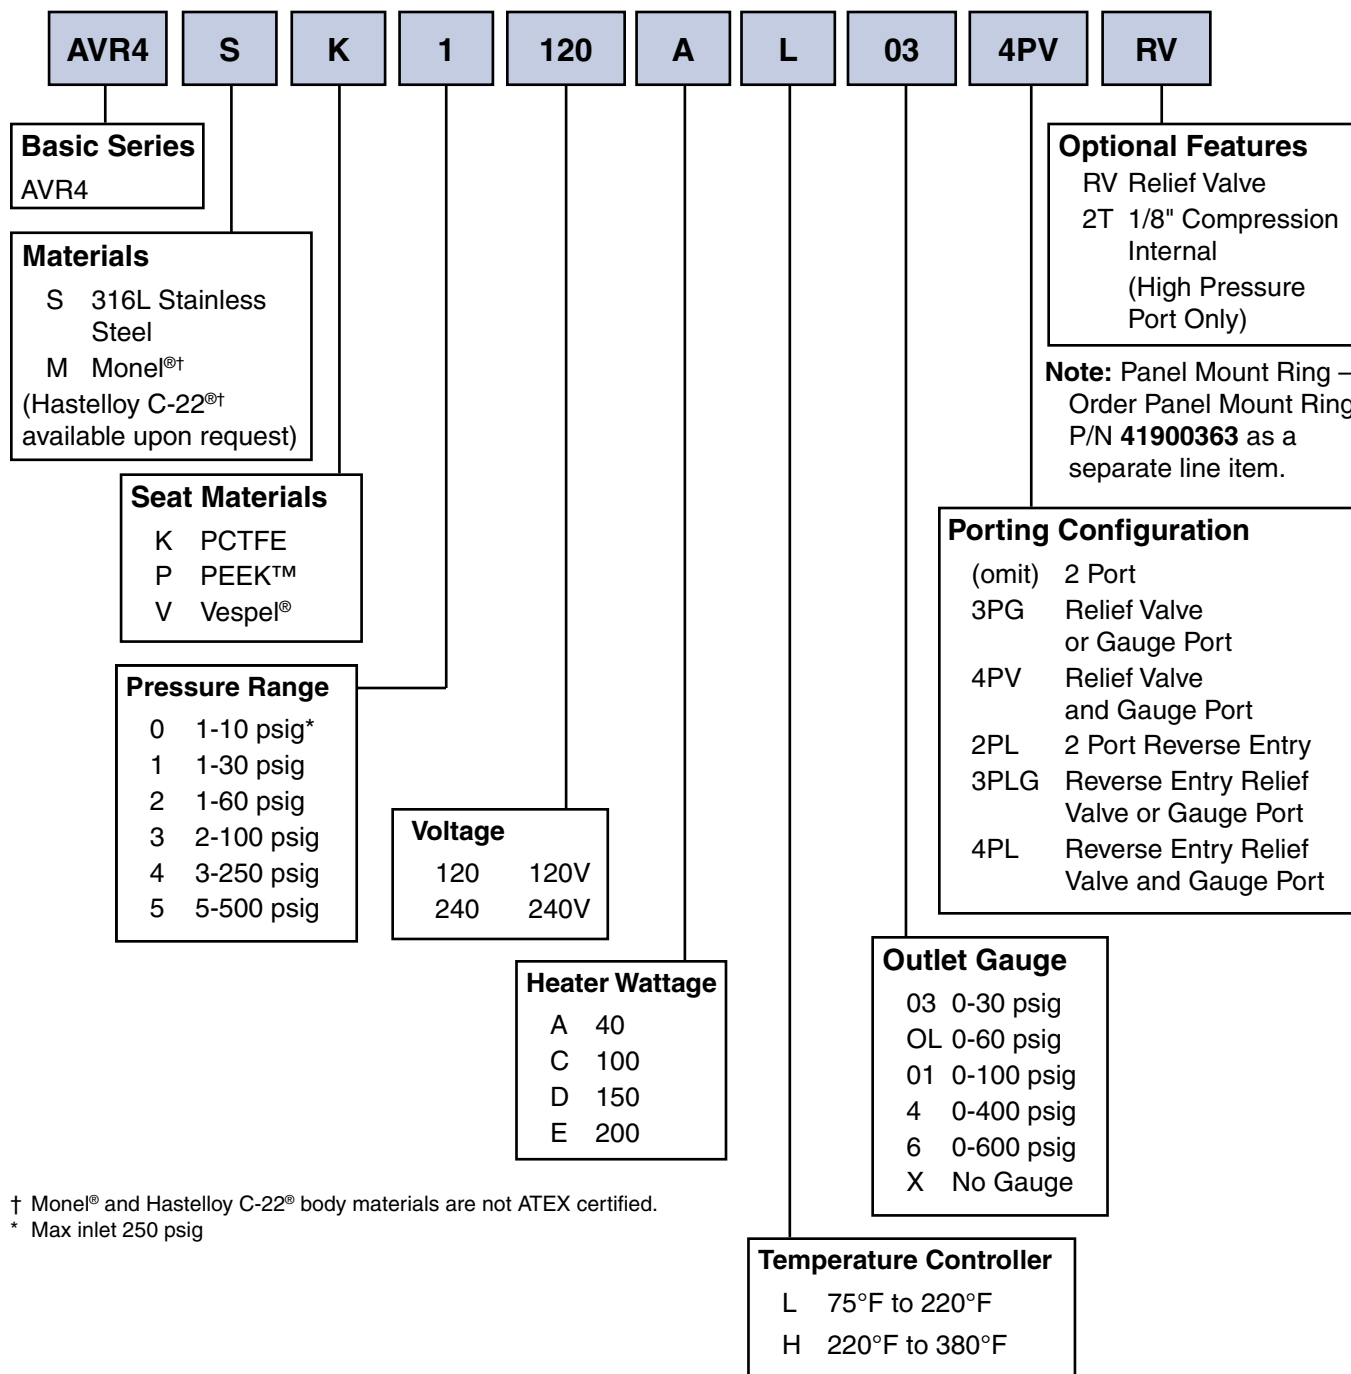 AVR4 S K 1 120 A L 03 4PV RV
Basic Series
AVR4
Materials
S 316L Stainless
Steel
M Monel®†
(Hastelloy C-22®†
available upon request)
Seat Materials
K PCTFE
P PEEK™
V Vespel®
Pressure Range
0 1-10 psig*
1 1-30 psig
2 1-60 psig
3 2-100 psig
4 3-250 psig
5 5-500 psig
Voltage
120 120V
240 240V
Heater Wattage
A 40
C 100
D 150
E 200
Temperature Controller
L 75°F to 220°F
H 220°F to 380°F
Outlet Gauge
03 0-30 psig
OL 0-60 psig
01 0-100 psig
4 0-400 psig
6 0-600 psig
X No Gauge
Porting Configuration
(omit) 2 Port
3PG Relief Valve
or Gauge Port
4PV Relief Valve
and Gauge Port
2PL 2 Port Reverse Entry
3PLG Reverse Entry Relief
Valve or Gauge Port
4PL Reverse Entry Relief
Valve and Gauge Port
Optional Features
RV Relief Valve
2T 1/8" Compression
Internal
(High Pressure
Port Only)
Note: Panel Mount Ring –
Order Panel Mount Ring
P/N 41900363 as a
separate line item.
† Monel® and Hastelloy C-22® body materials are not ATEX certified.
* Max inlet 250 psig